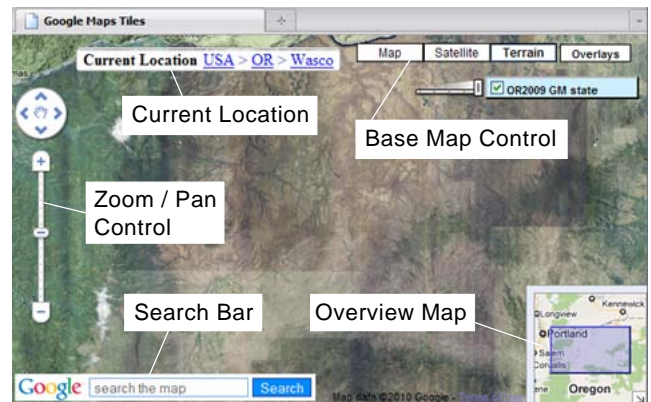 Google Maps Tiles
Current Location USA > OR > Wasco
Map Satellite Terrain Overlays
OR2009 GM state
Current Location
Base Map Control
Zoom / Pan
Control
Search Bar
Overview Map
Kennewick
Longview
Portland
Salem
Corvallis
Oregon
Google search the map Search
Map data ©2010 Google -